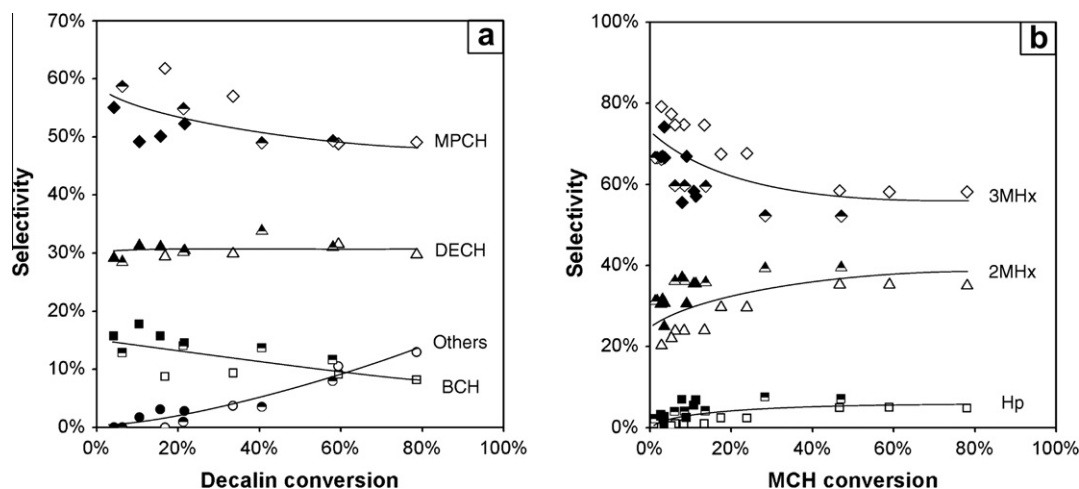 a
70%
60%
50%
40%
30%
20%
10%
0%
Selectivity
MPCH
DECH
Others
BCH
0% 20% 40% 60% 80% 100%
Decalin conversion
b
100%
80%
60%
40%
20%
0%
Selectivity
3MHx
2MHx
Hp
0% 20% 40% 60% 80% 100%
MCH conversion